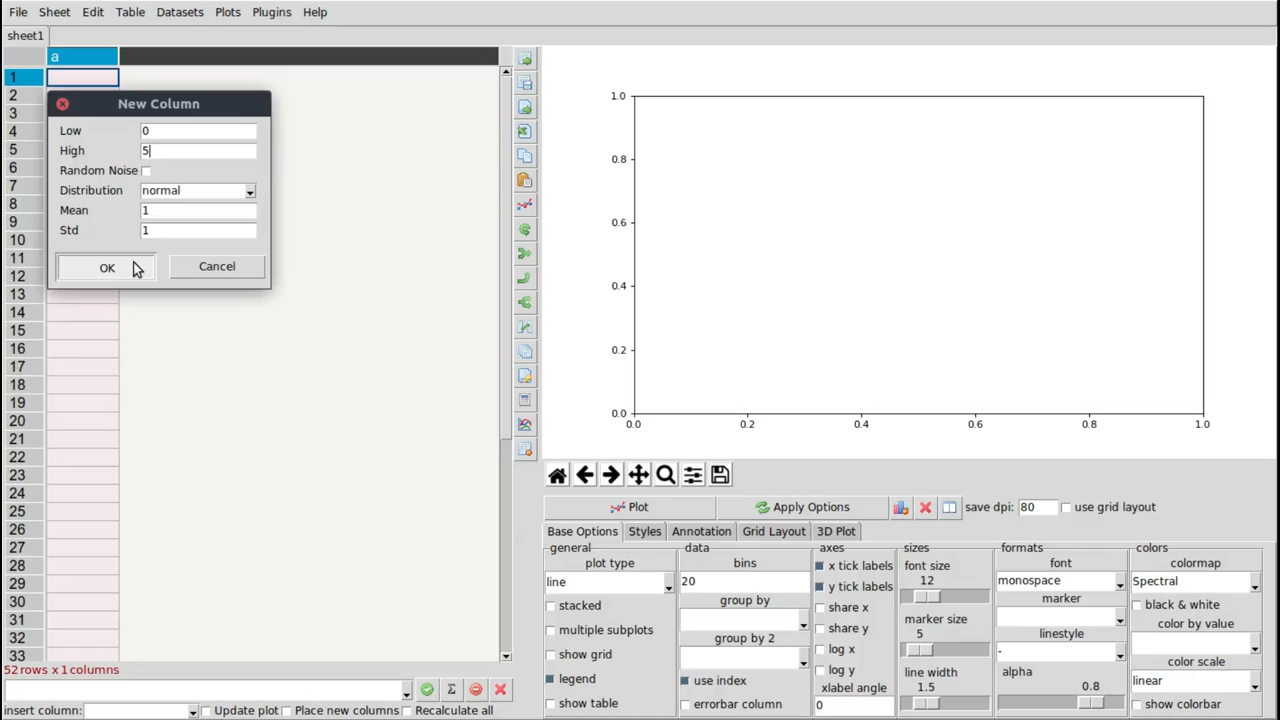 File Sheet Edit Table Datasets Plots Plugins Help
sheet1
a
1
2
3
4
5
6
7
8
9
10
11
12
13
14
15
16
17
18
19
20
21
22
23
24
25
26
27
28
29
30
31
32
33
New Column
Low 0
High 5
Random Noise
Distribution normal
Mean 1
Std 1
OK Cancel
1.0
0.8
0.6
0.4
0.2
0.0
0.0 0.2 0.4 0.6 0.8 1.0
Plot Apply Options save dpi: 80 use grid layout
Base Options Styles Annotation Grid Layout 3D Plot
general
plot type
line
stacked
multiple subplots
show grid
legend
show table
data
bins
20
group by
group by 2
use index
errorbar column
axes
x tick labels
y tick labels
share x
share y
log x
log y
xlabel angle
0
sizes
font size
12
marker size
5
line width
1.5
formats
font
monospace
marker
linestyle
-
alpha
0.8
colors
colormap
Spectral
black & white
color by value
color scale
linear
show colorbar
52 rows x 1 columns
Σ
insert column: Update plot Place new columns Recalculate all